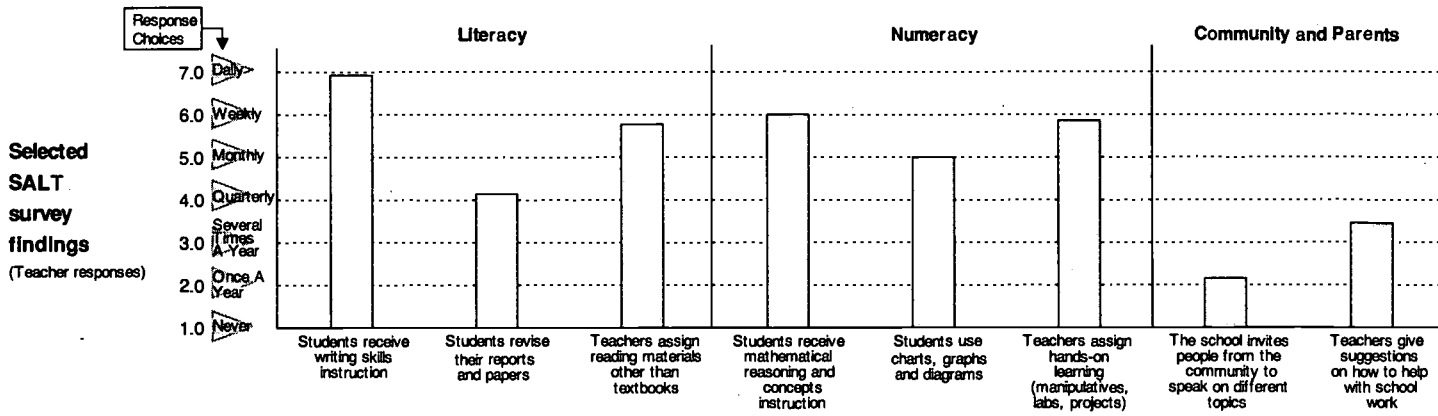 Response
Choices
Literacy
Numeracy
Community and Parents
7.0 Daily
6.0 Weekly
5.0 Monthly
4.0 Quarterly
Several
Times
3.0 A-Year
Once A
2.0 Year
1.0 Never
Selected
SALT
survey
findings
(Teacher responses)
Students receive
writing skills
instruction
Students revise
their reports
and papers
Teachers assign
reading materials
other than
textbooks
Students receive
mathematical
reasoning and
concepts
instruction
Students use
charts, graphs
and diagrams
Teachers assign
hands-on
learning
(manipulatives,
labs, projects)
The school invites
people from the
community to
speak on different
topics
Teachers give
suggestions
on how to help
with school
work